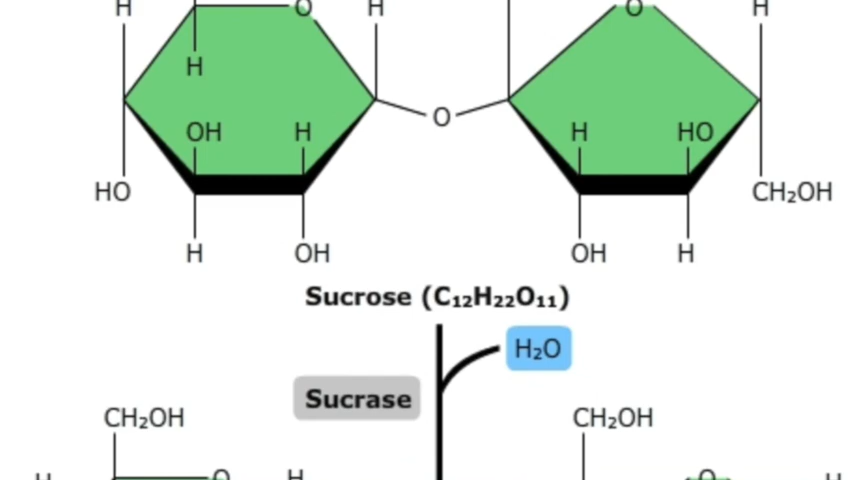 H O H O H
H
OH H H HO
HO CH₂OH
H OH OH H
Sucrose (C₁₂H₂₂O₁₁)
H₂O
Sucrase
CH₂OH CH₂OH
H O H O H